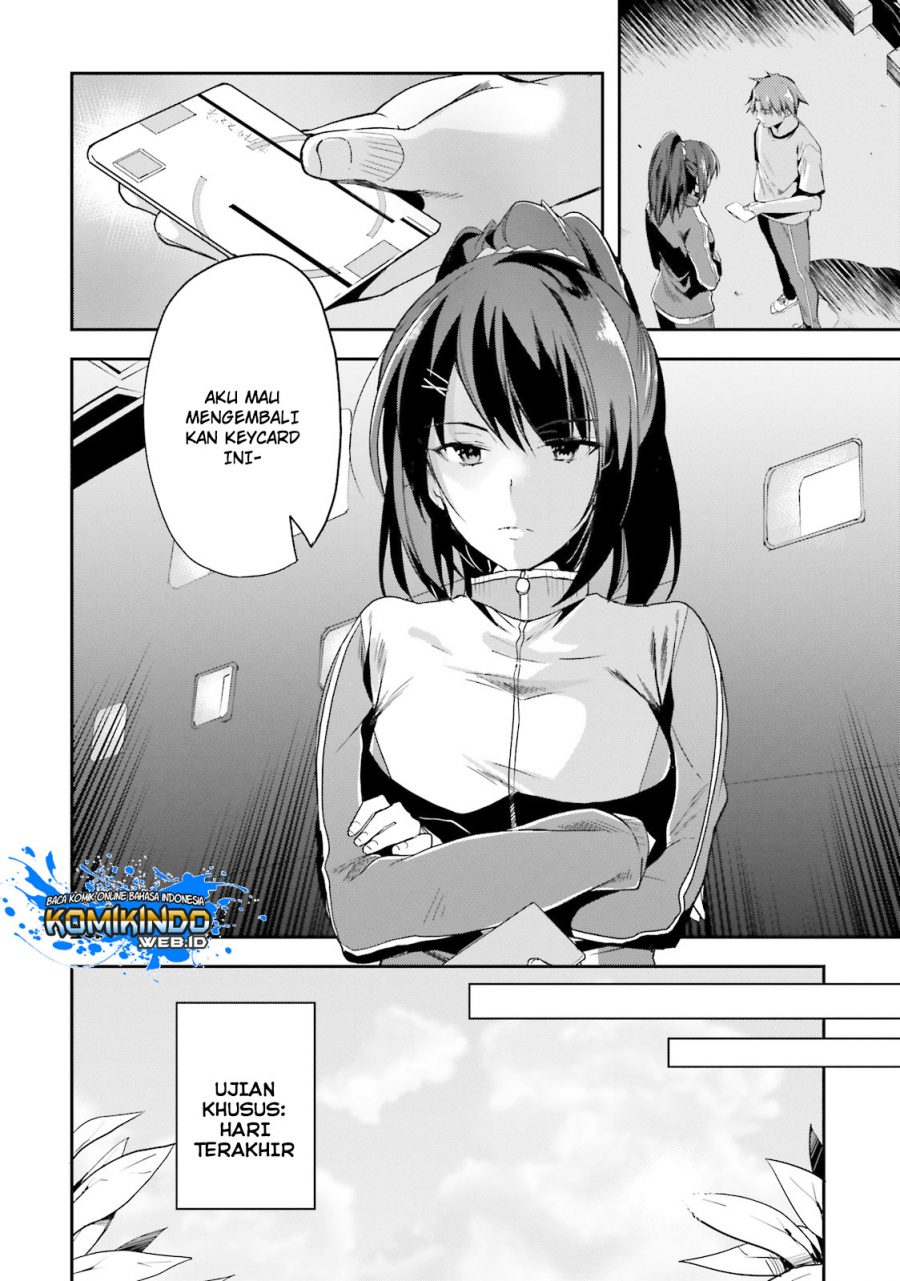 AKU MAU
MENGEMBALI
KAN KEYCARD
INI-
BACA KOMIK ONLINE BAHASA INDONESIA
KOMIKINDO
WEB.ID
UJIAN
KHUSUS:
HARI
TERAKHIR